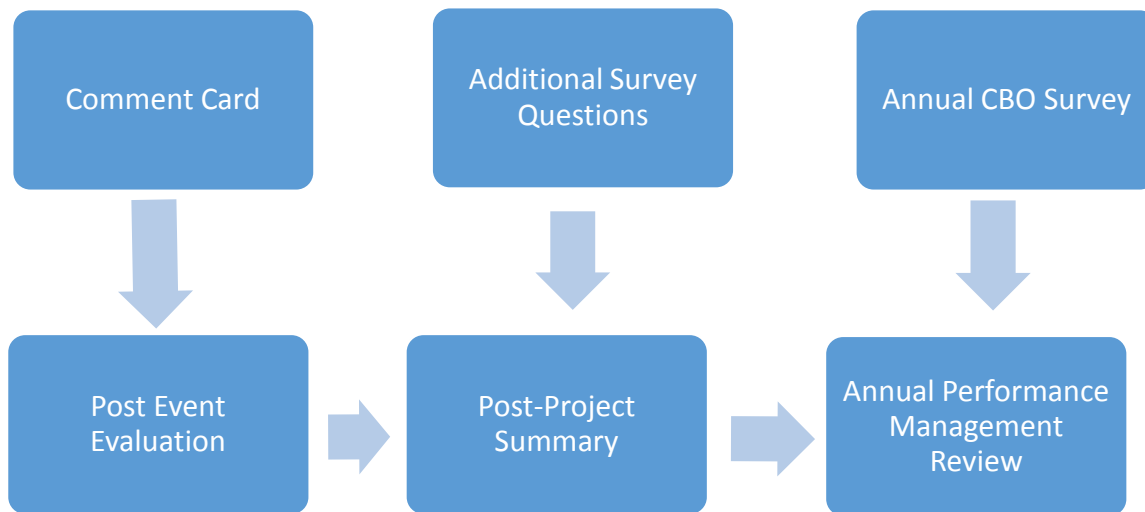 Comment Card
Additional Survey
Questions
Annual CBO Survey
Post Event
Evaluation
Post-Project
Summary
Annual Performance
Management
Review